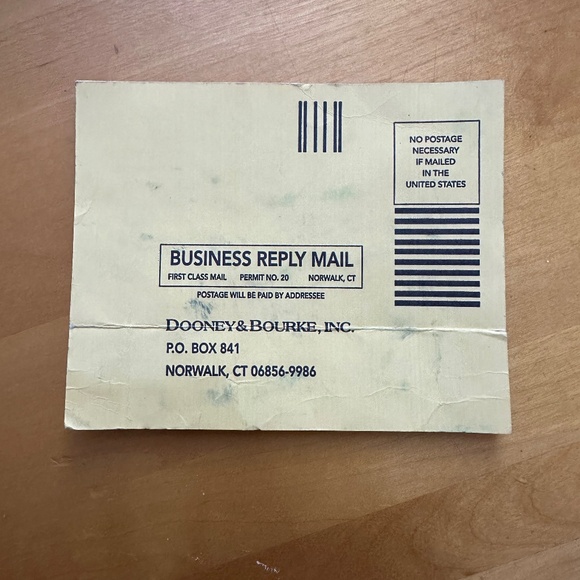 NO POSTAGE
NECESSARY
IF MAILED
IN THE
UNITED STATES
BUSINESS REPLY MAIL
FIRST CLASS MAIL PERMIT NO. 20 NORWALK, CT
POSTAGE WILL BE PAID BY ADDRESSEE
DOONEY & BOURKE, INC.
P.O. BOX 841
NORWALK, CT 06856-9986